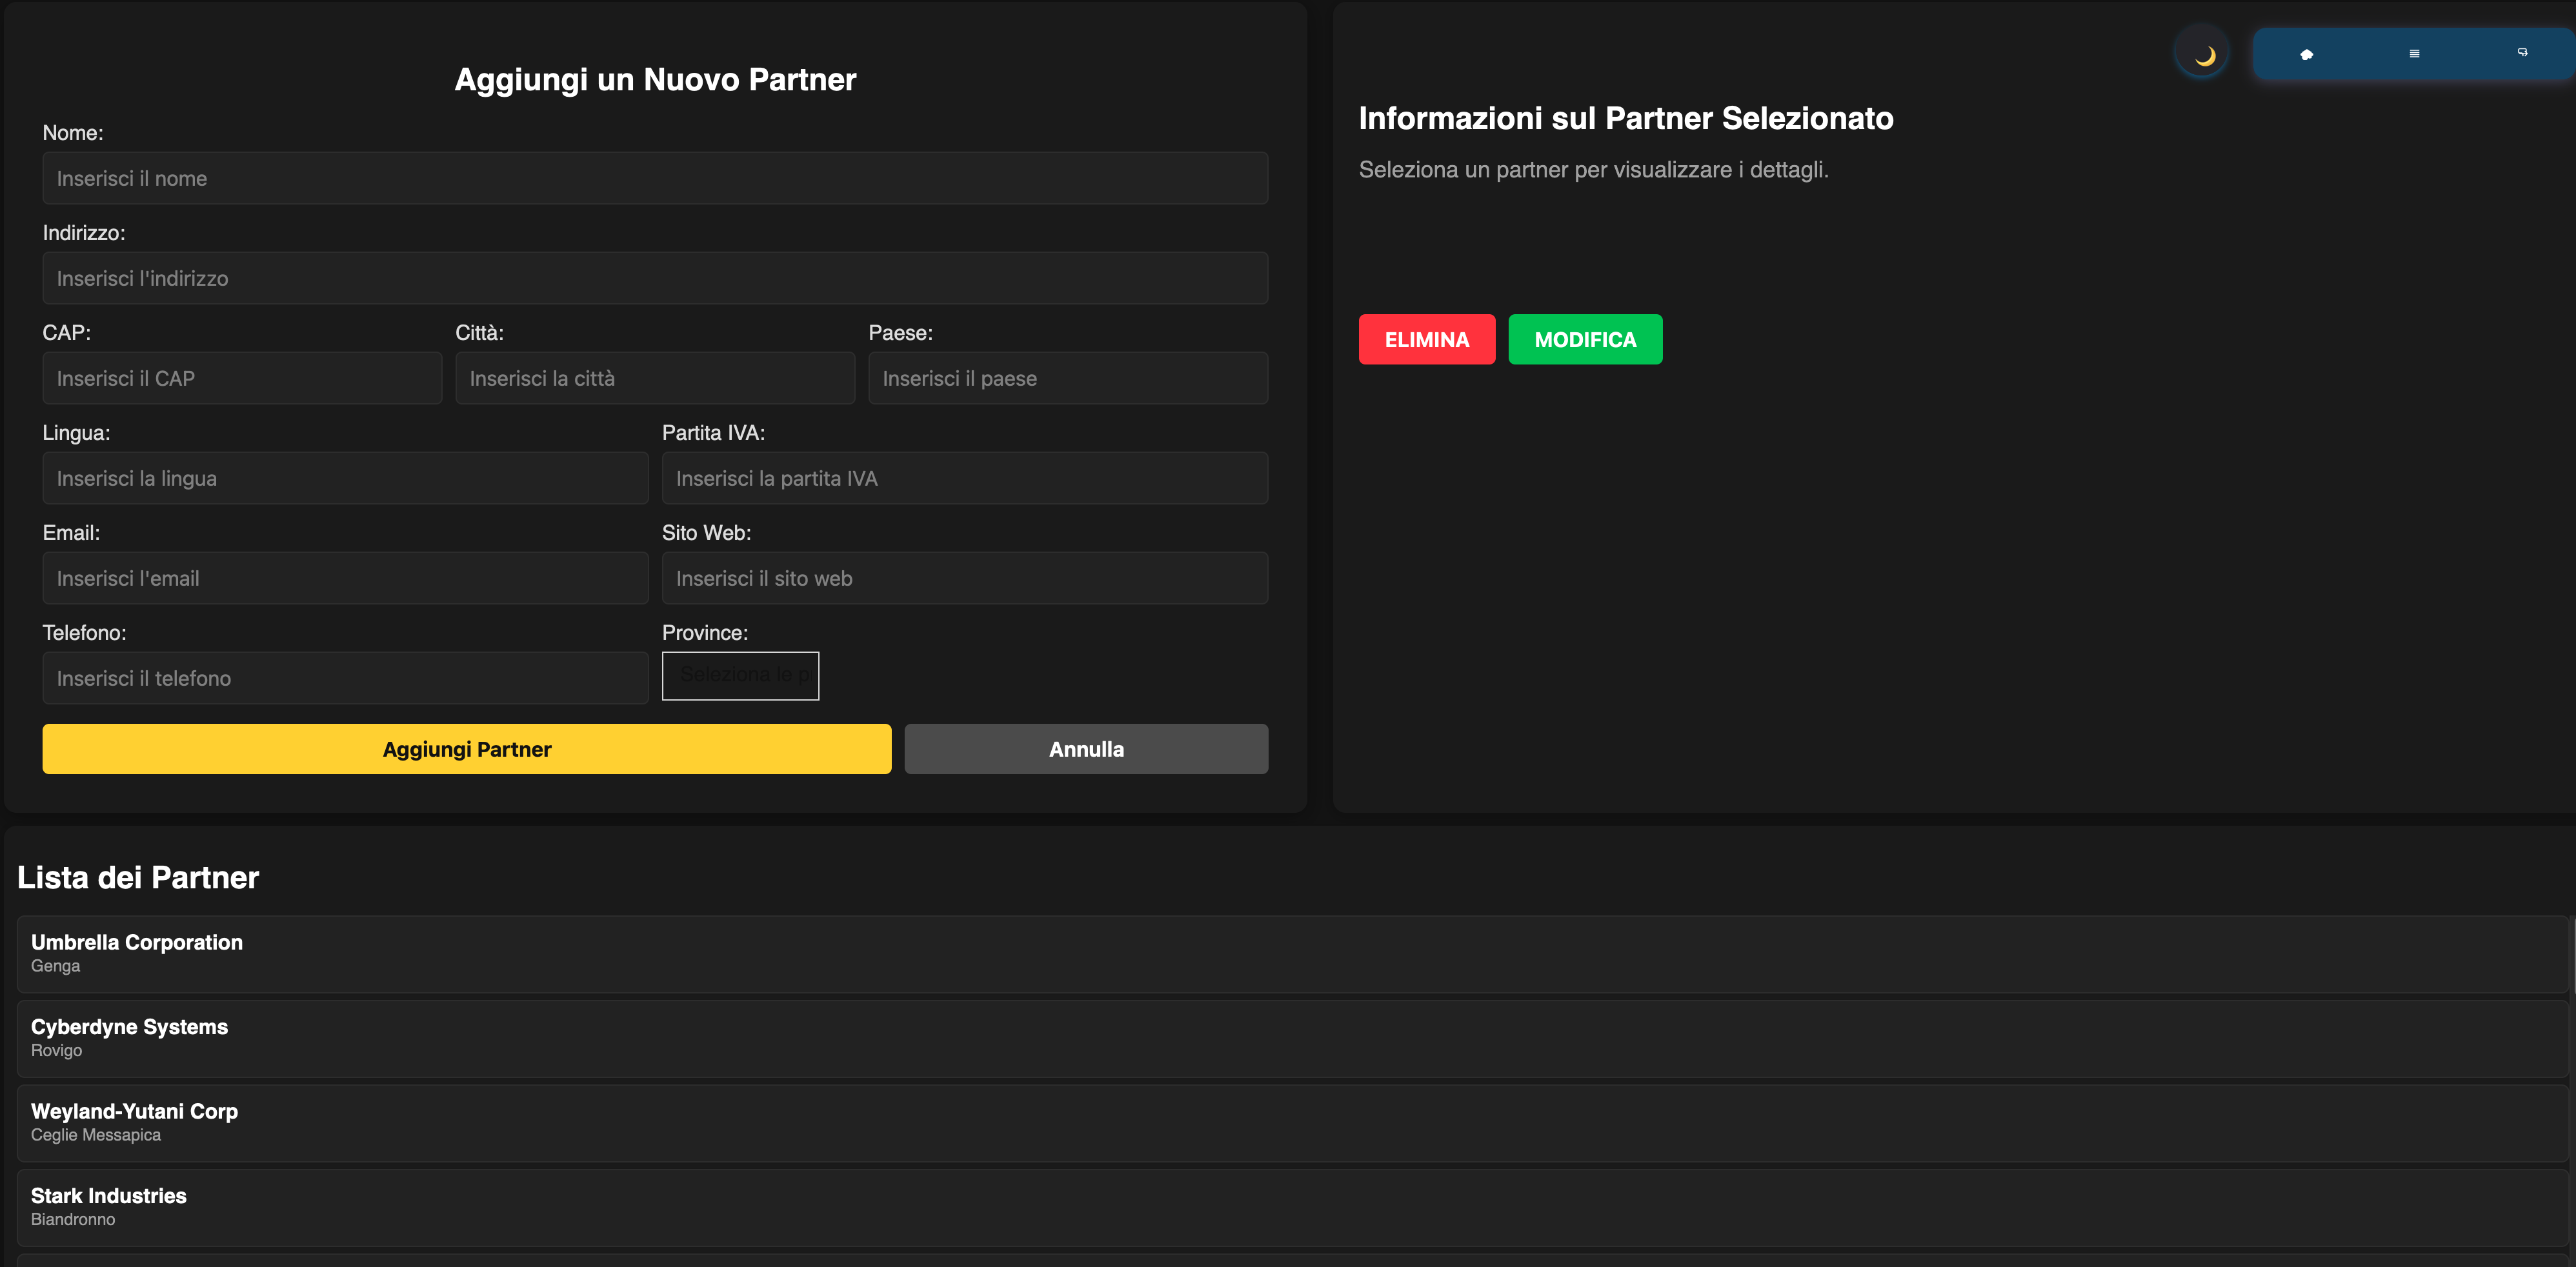 Aggiungi un Nuovo Partner
Nome:
Inserisci il nome
Indirizzo:
Inserisci l'indirizzo
CAP:
Inserisci il CAP
Città:
Inserisci la città
Paese:
Inserisci il paese
Lingua:
Inserisci la lingua
Partita IVA:
Inserisci la partita IVA
Email:
Inserisci l'email
Sito Web:
Inserisci il sito web
Telefono:
Inserisci il telefono
Province:
Seleziona le p
Aggiungi Partner
Annulla
Informazioni sul Partner Selezionato
Seleziona un partner per visualizzare i dettagli.
ELIMINA
MODIFICA
Lista dei Partner
Umbrella Corporation
Genga
Cyberdyne Systems
Rovigo
Weyland-Yutani Corp
Ceglie Messapica
Stark Industries
Biandronno